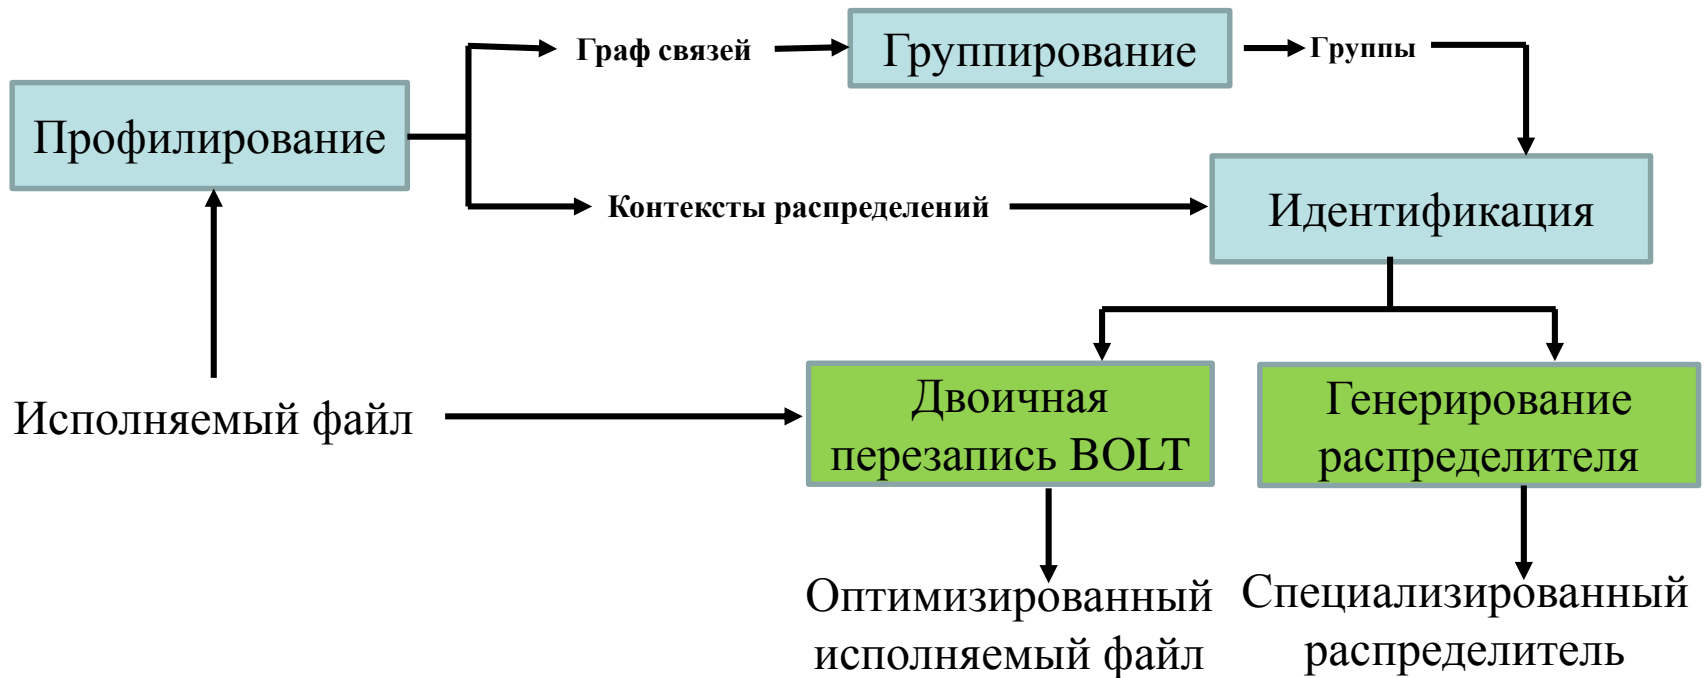 Граф связей
Группирование
Группы
Профилирование
Контексты распределений
Идентификация
Исполняемый файл
Двоичная
перезапись BOLT
Генерирование
распределителя
Оптимизированный
исполняемый файл
Специализированный
распределитель